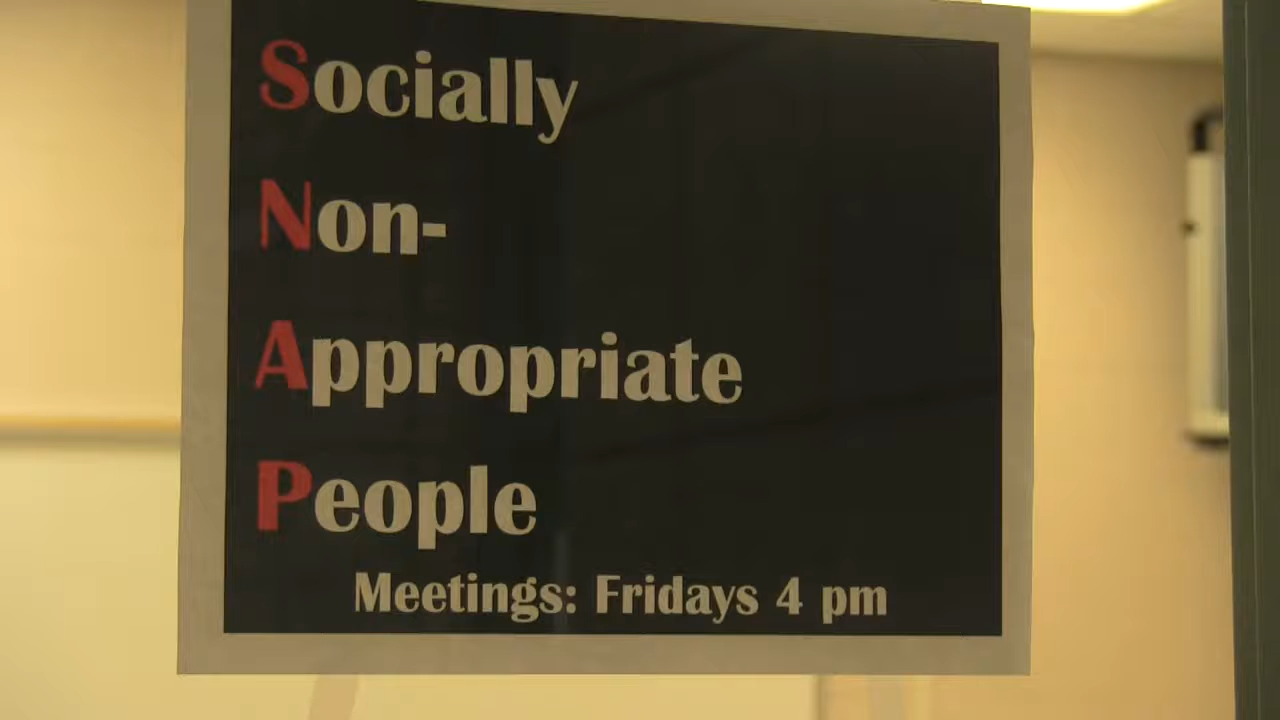 Socially
Non-
Appropriate
People
Meetings: Fridays 4 pm